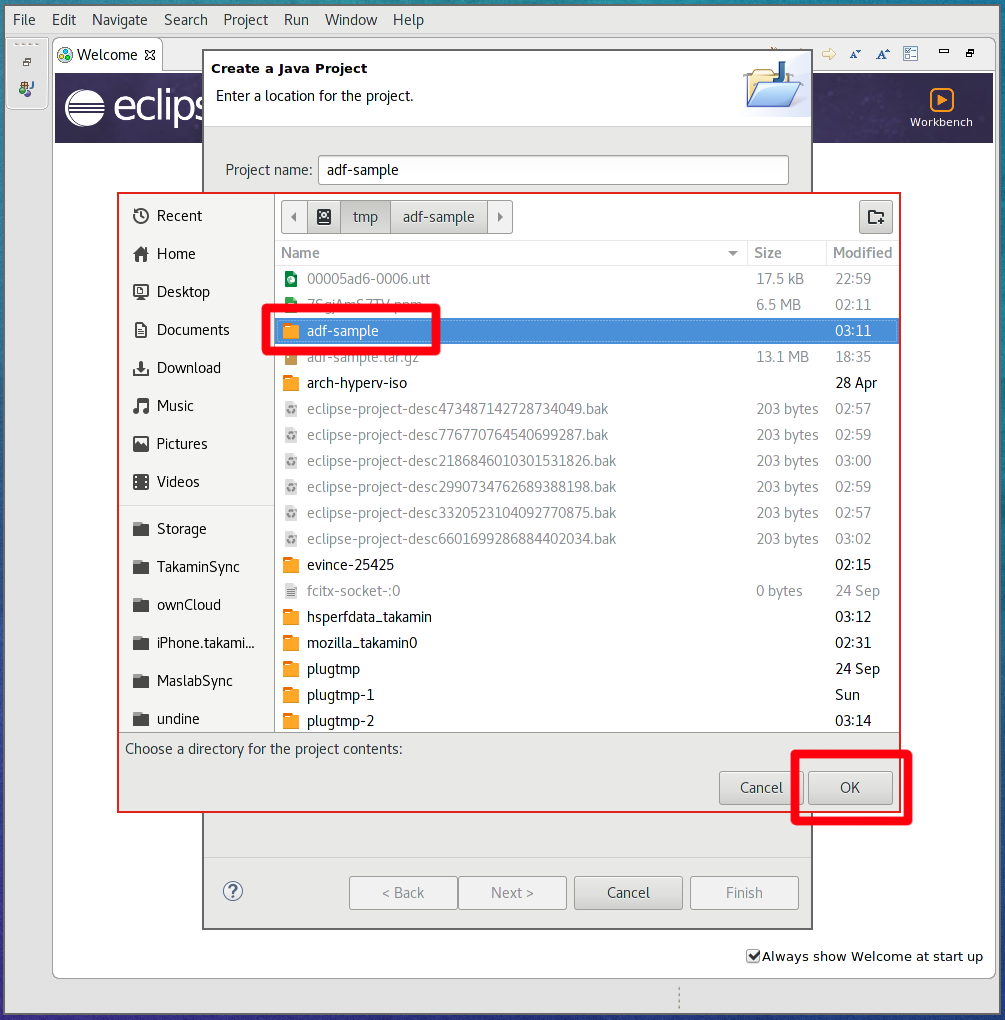 File Edit Navigate Search Project Run Window Help
Welcome
eclips
Workbench
Create a Java Project
Enter a location for the project.
Project name: adf-sample
Recent
Home
Desktop
Documents
Download
Music
Pictures
Videos
Storage
TakaminSync
ownCloud
iPhone.takami...
MaslabSync
undine
tmp adf-sample
Name Size Modified
00005ad6-0006.utt 17.5 kB 22:59
6.5 MB 02:11
adf-sample 03:11
adf-sample.tar.gz 13.1 MB 18:35
arch-hyperv-iso 28 Apr
eclipse-project-desc473487142728734049.bak 203 bytes 02:57
eclipse-project-desc776770764540699287.bak 203 bytes 02:59
eclipse-project-desc2186846010301531826.bak 203 bytes 03:00
eclipse-project-desc2990734762689388198.bak 203 bytes 02:59
eclipse-project-desc3320523104092770875.bak 203 bytes 02:57
eclipse-project-desc6601699286884402034.bak 203 bytes 03:02
evince-25425 02:15
fcitx-socket-:0 0 bytes 24 Sep
hsperfdata_takamin 03:12
mozilla_takamin0 02:31
plugtmp 24 Sep
plugtmp-1 Sun
plugtmp-2 03:14
Choose a directory for the project contents:
Cancel OK
< Back Next > Cancel Finish
Always show Welcome at start up